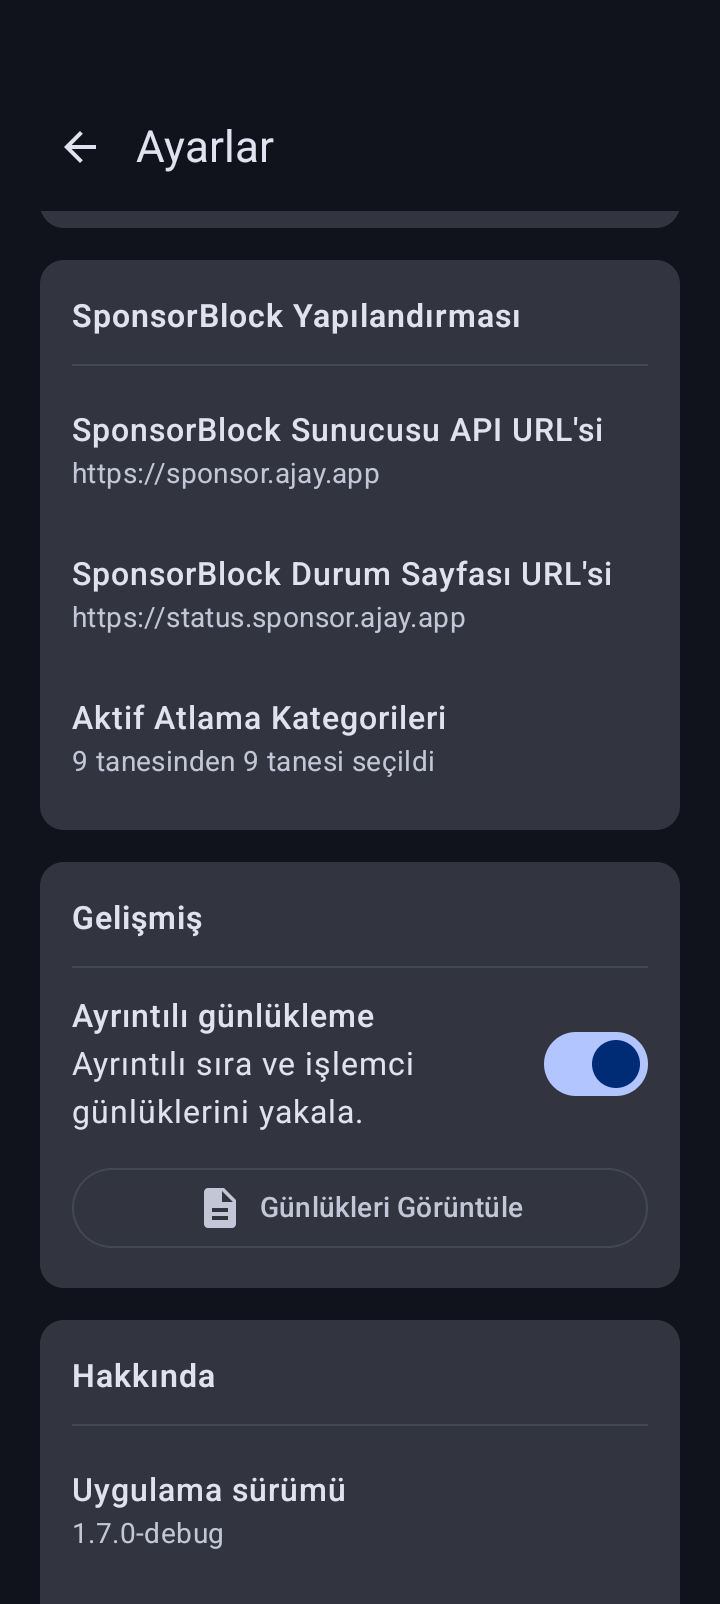 Ayarlar
SponsorBlock Yapılandırması
SponsorBlock Sunucusu API URL'si
https://sponsor.ajay.app
SponsorBlock Durum Sayfası URL'si
https://status.sponsor.ajay.app
Aktif Atlama Kategorileri
9 tanesinden 9 tanesi seçildi
Gelişmiş
Ayrıntılı günlükleme
Ayrıntılı sıra ve işlemci
günlüklerini yakala.
Günlükleri Görüntüle
Hakkında
Uygulama sürümü
1.7.0-debug